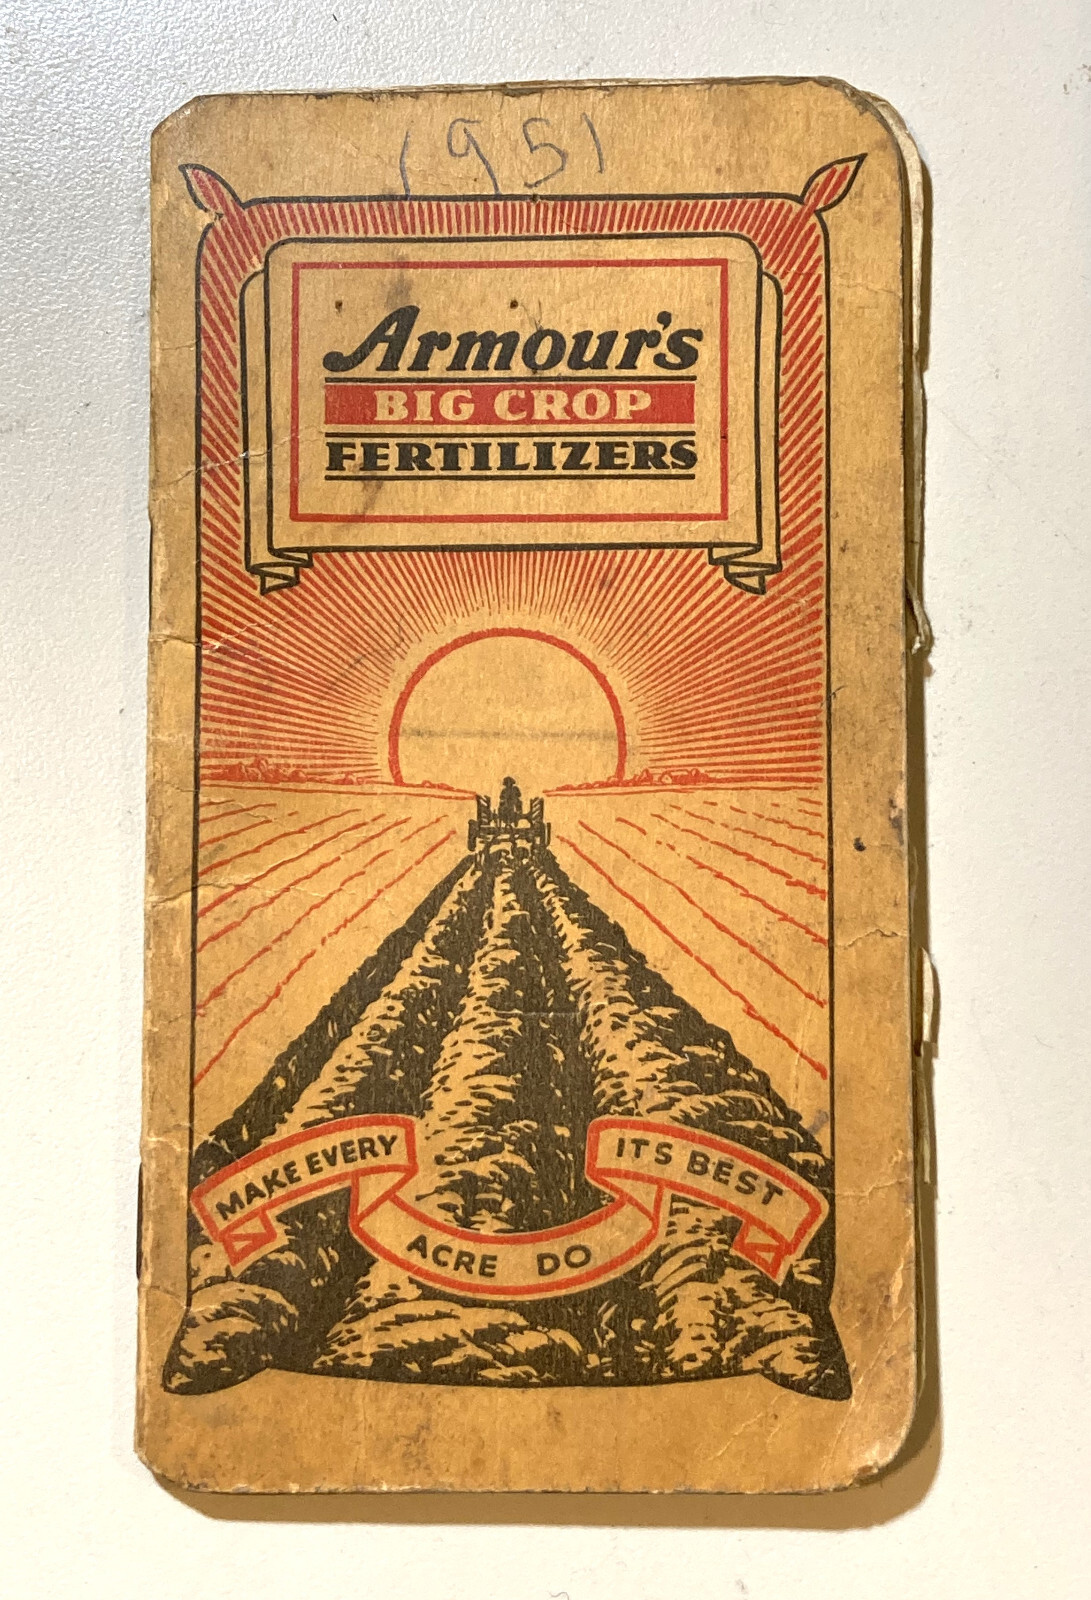 1951
Armour's
BIG CROP
FERTILIZERS
MAKE EVERY
ACRE DO
ITS BEST